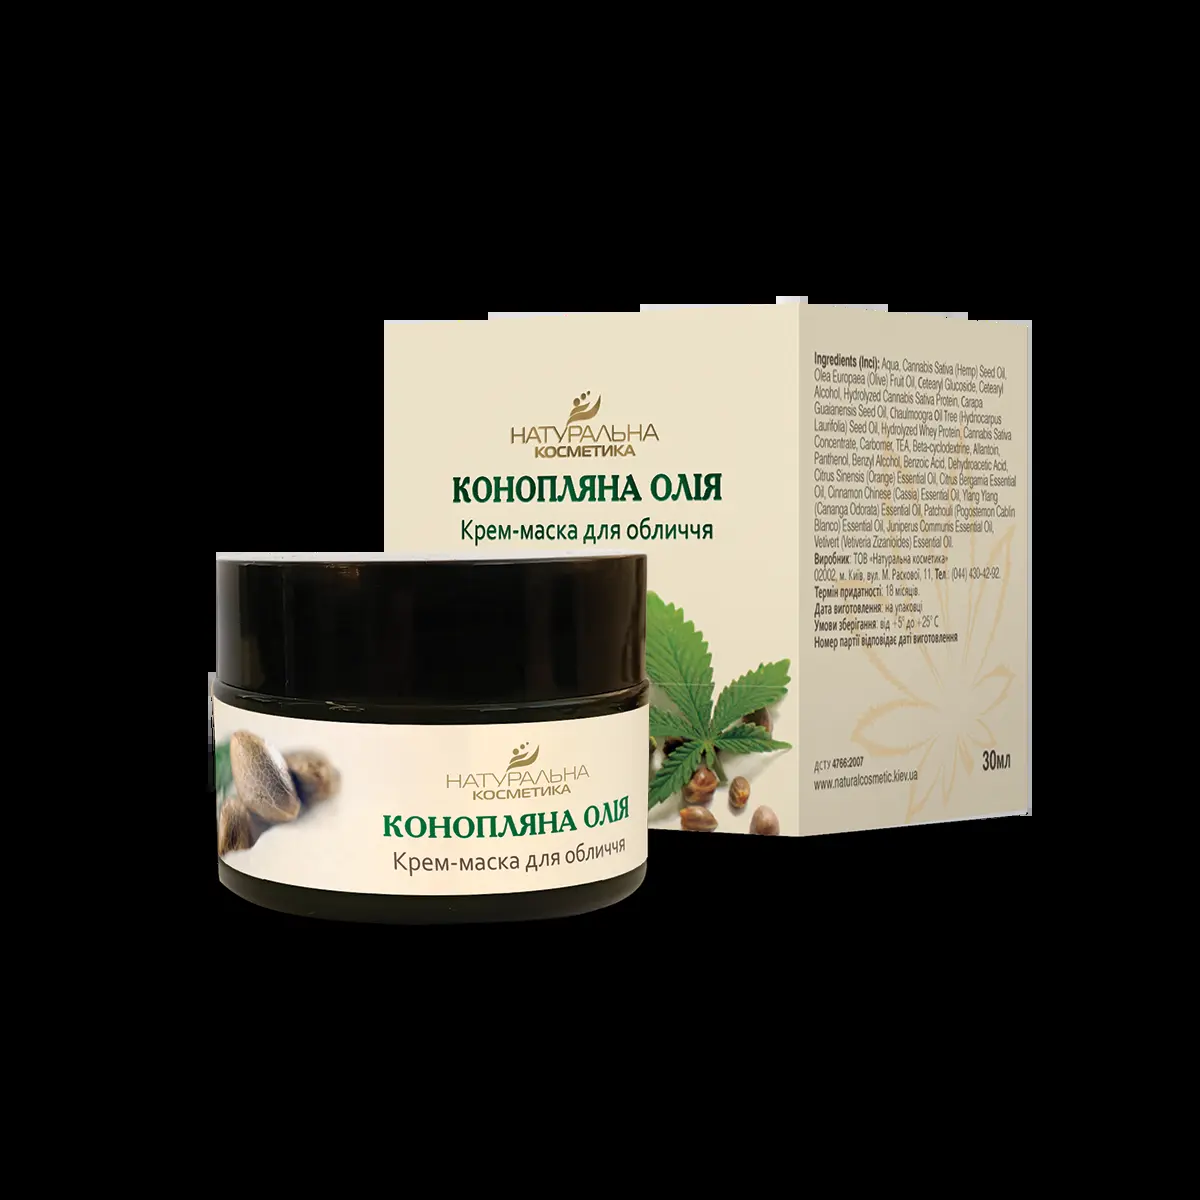 НАТУРАЛЬНА
КОСМЕТИКА
КОНОПЛЯНА ОЛІЯ
Крем-маска для обличчя
Ingredients (Inci): Aqua, Cannabis Sativa (Hemp) Seed Oil,
Olea Europaea (Olive) Fruit Oil, Cetearyl Glucoside, Cetearyl
Alcohol, Hydrolyzed Cannabis Sativa Protein, Carapa
Guaianensis Seed Oil, Chaulmoogra Oil Tree (Hydnocarpus
Laurifolia) Seed Oil, Hydrolyzed Whey Protein, Cannabis Sativa
Concentrate, Carbomer, TEA, Beta-cyclodextrine, Allantoin,
Panthenol, Benzyl Alcohol, Benzoic Acid, Dehydroacetic Acid,
Citrus Sinensis (Orange) Essential Oil, Citrus Bergamia Essential
Oil, Cinnamon Chinese (Cassia) Essential Oil, Ylang Ylang
(Cananga Odorata) Essential Oil, Patchouli (Pogostemon Cablin
Blanco) Essential Oil, Juniperus Communis Essential Oil,
Vetivert (Vetiveria Zizanioides) Essential Oil.
Виробник: ТОВ «Натуральна косметика»
02002, м. Київ, вул. М. Раскової, 11, Тел.: (044) 430-42-92.
Термін придатності: 18 місяців.
Дата виготовлення: на упаковці
Умови зберігання: від +5° до +25° С
Номер партії відповідає даті виготовлення
ДСТУ 4766:2007
www.naturalcosmetic.kiev.ua
30мл
НАТУРАЛЬНА
КОСМЕТИКА
КОНОПЛЯНА ОЛІЯ
Крем-маска для обличчя